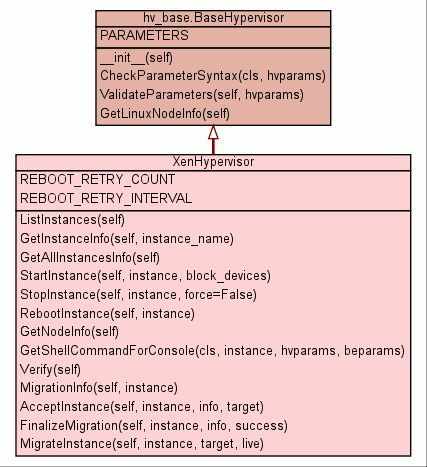 hv_base.BaseHypervisor
PARAMETERS
__init__(self)
CheckParameterSyntax(cls, hvparams)
ValidateParameters(self, hvparams)
GetLinuxNodeInfo(self)
XenHypervisor
REBOOT_RETRY_COUNT
REBOOT_RETRY_INTERVAL
ListInstances(self)
GetInstanceInfo(self, instance_name)
GetAllInstancesInfo(self)
StartInstance(self, instance, block_devices)
StopInstance(self, instance, force=False)
RebootInstance(self, instance)
GetNodeInfo(self)
GetShellCommandForConsole(cls, instance, hvparams, beparams)
Verify(self)
MigrationInfo(self, instance)
AcceptInstance(self, instance, info, target)
FinalizeMigration(self, instance, info, success)
MigrateInstance(self, instance, target, live)